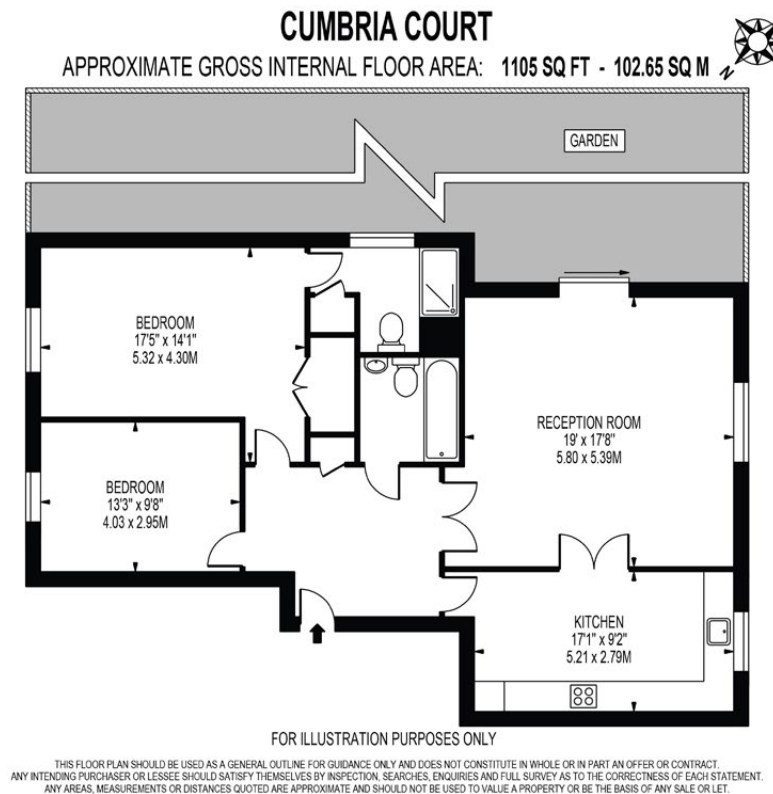 CUMBRIA COURT
APPROXIMATE GROSS INTERNAL FLOOR AREA: 1105 SQ FT - 102.65 SQ M
N
GARDEN
BEDROOM
17'5" x 14'1"
5.32 x 4.30M
RECEPTION ROOM
19' x 17'8"
5.80 x 5.39M
BEDROOM
13'3" x 9'8"
4.03 x 2.95M
KITCHEN
17'1" x 9'2"
5.21 x 2.79M
FOR ILLUSTRATION PURPOSES ONLY
THIS FLOOR PLAN SHOULD BE USED AS A GENERAL OUTLINE FOR GUIDANCE ONLY AND DOES NOT CONSTITUTE IN WHOLE OR IN PART AN OFFER OR CONTRACT.
ANY INTENDING PURCHASER OR LESSEE SHOULD SATISFY THEMSELVES BY INSPECTION, SEARCHES, ENQUIRIES AND FULL SURVEY AS TO THE CORRECTNESS OF EACH STATEMENT.
ANY AREAS, MEASUREMENTS OR DISTANCES QUOTED ARE APPROXIMATE AND SHOULD NOT BE USED TO VALUE A PROPERTY OR BE THE BASIS OF ANY SALE OR LET.